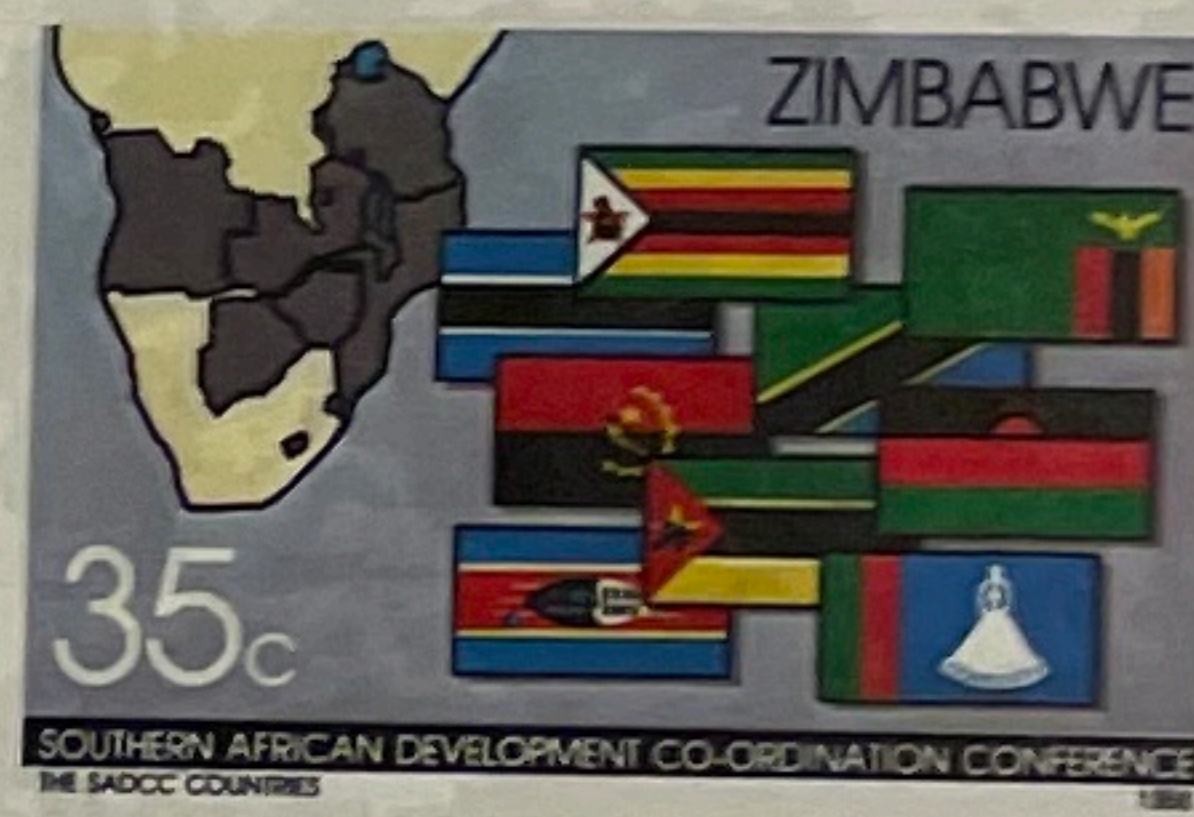 ZIMBABWE
35c
SOUTHERN AFRICAN DEVELOPMENT CO-ORDINATION CONFERENCE
THE SADCC COUNTRIES